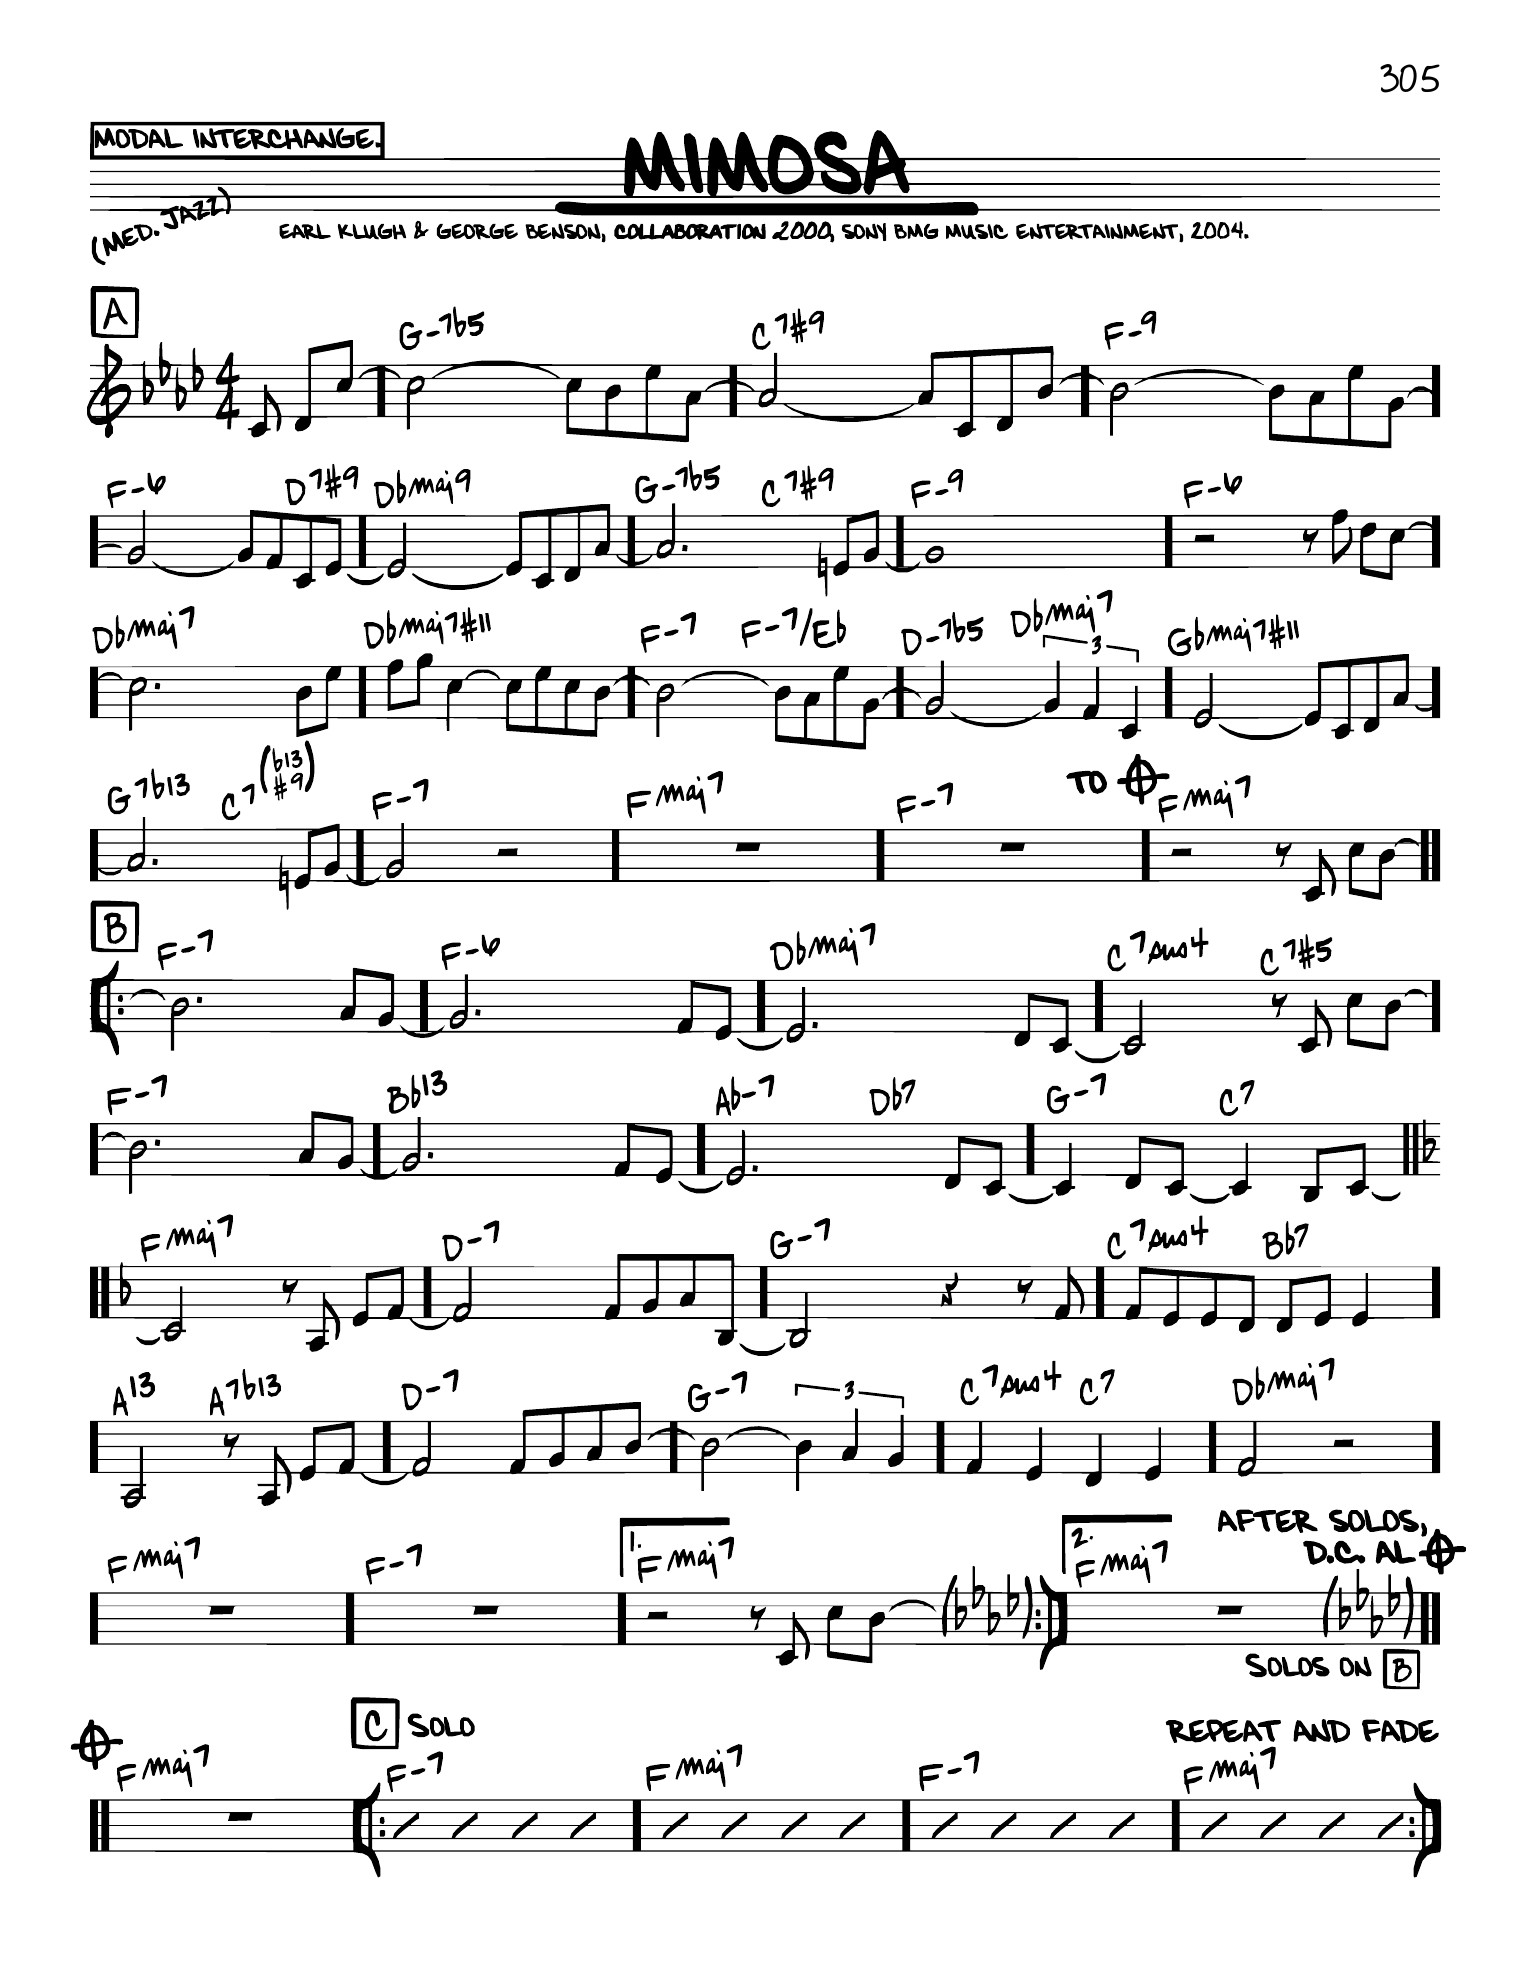 305
MODAL INTERCHANGE.
MIMOSA
(MED. JAZZ)
EARL KLUGH & GEORGE BENSON, COLLABORATION 2000, SONY BMG MUSIC ENTERTAINMENT, 2004.
A
G-7b5 C7#9 F-9
4
4
F-6 D7#9 Dbmaj9 G-7b5 C7#9 F-9 F-6
Dbmaj7 Dbmaj7#11 F-7 F-7/Eb D-7b5 Dbmaj7 Gbmaj7#11
3
TO
G7b13 C7(b13 #9) F-7 Fmaj7 F-7 Fmaj7
B
F-7 F-6 Dbmaj7 C7sus4 C7#5
F-7 Bb13 Ab-7 Db7 G-7 C7
Fmaj7 D-7 G-7 C7sus4 Bb7
A13 A7b13 D-7 G-7 C7sus4 C7 Dbmaj7
3
AFTER SOLOS,
D.C. AL
Fmaj7 F-7 1. Fmaj7 2. Fmaj7
SOLOS ON B
C SOLO
REPEAT AND FADE
Fmaj7 F-7 Fmaj7 F-7 Fmaj7